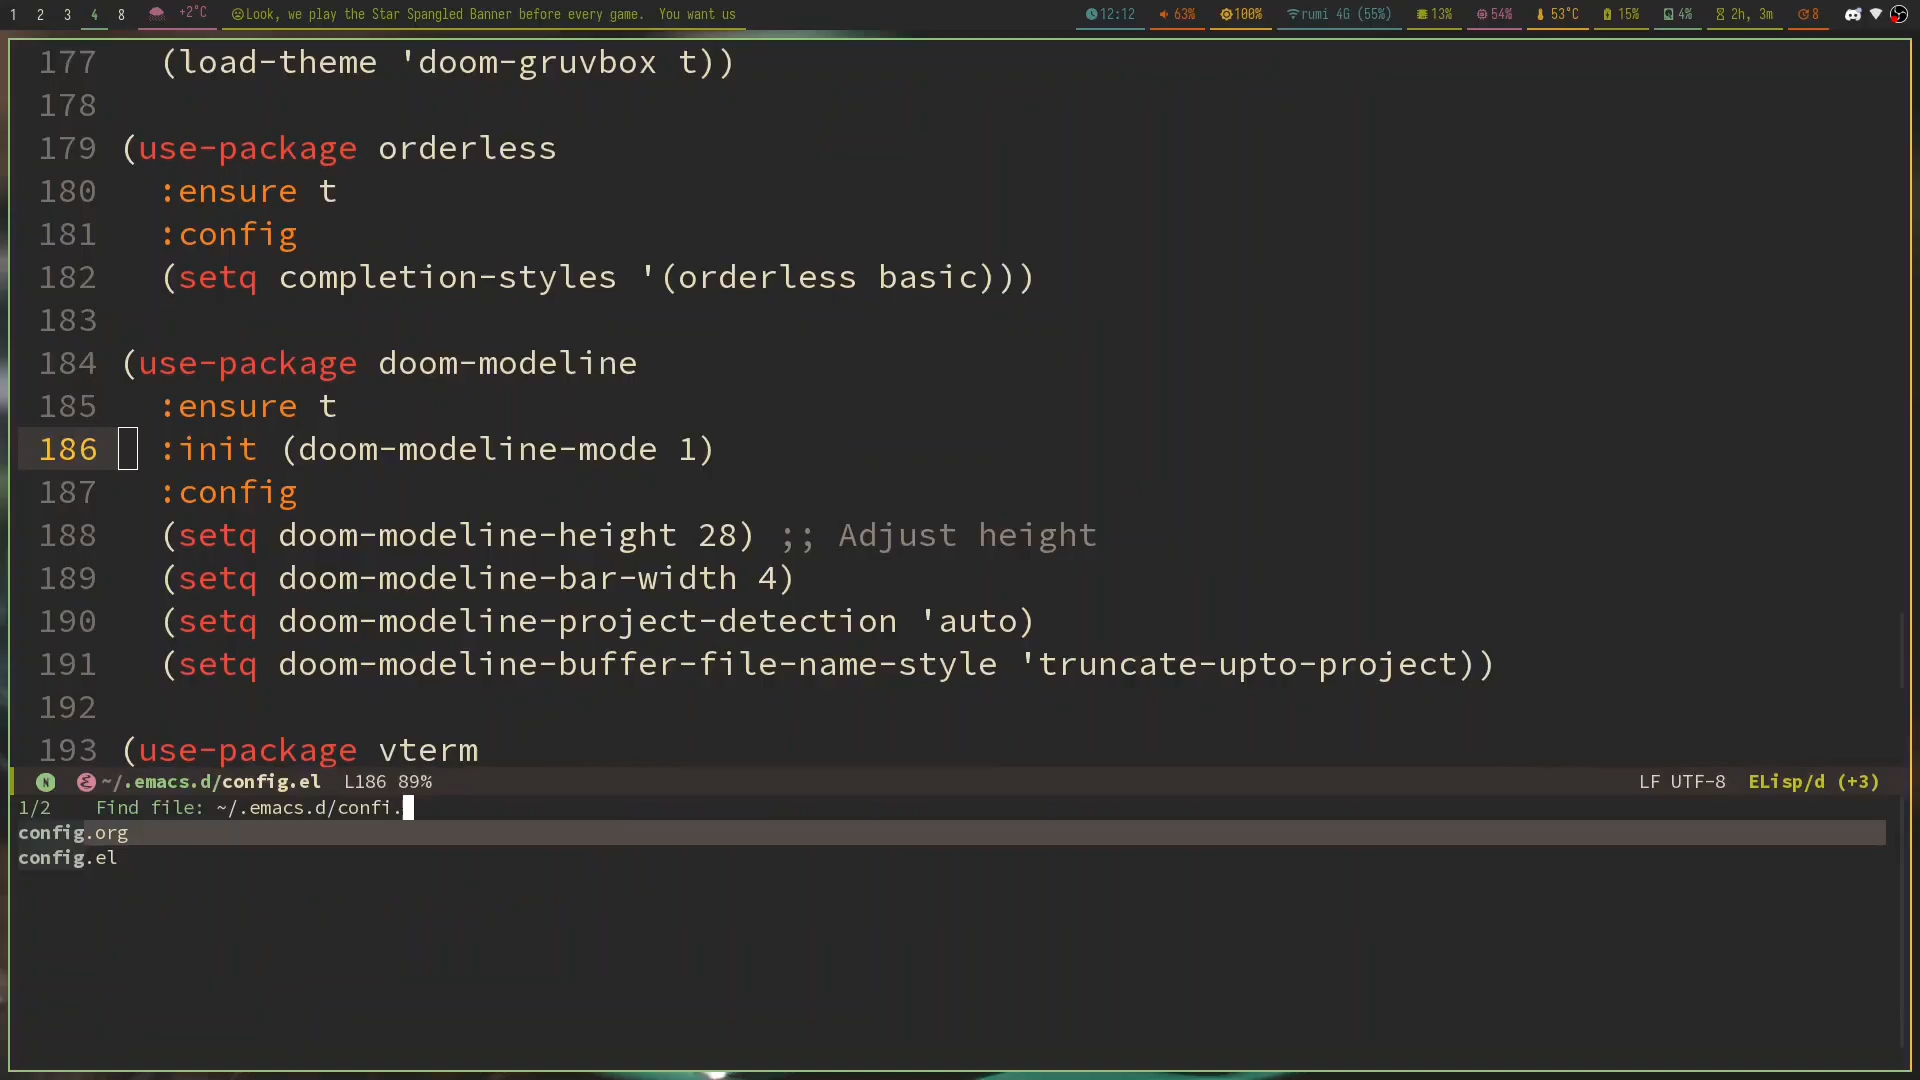 1 2 3 4 8 +2°C Look, we play the Star Spangled Banner before every game. You want us 12:12 63% 100% rumi 4G (55%) 13% 54% 53°C 15% 4% 2h, 3m 8
177 (load-theme 'doom-gruvbox t))
178
179 (use-package orderless
180 :ensure t
181 :config
182 (setq completion-styles '(orderless basic)))
183
184 (use-package doom-modeline
185 :ensure t
186 :init (doom-modeline-mode 1)
187 :config
188 (setq doom-modeline-height 28) ;; Adjust height
189 (setq doom-modeline-bar-width 4)
190 (setq doom-modeline-project-detection 'auto)
191 (setq doom-modeline-buffer-file-name-style 'truncate-upto-project))
192
193 (use-package vterm
N ~/.emacs.d/config.el L186 89% LF UTF-8 ELisp/d (+3)
1/2 Find file: ~/.emacs.d/confi.
config.org
config.el